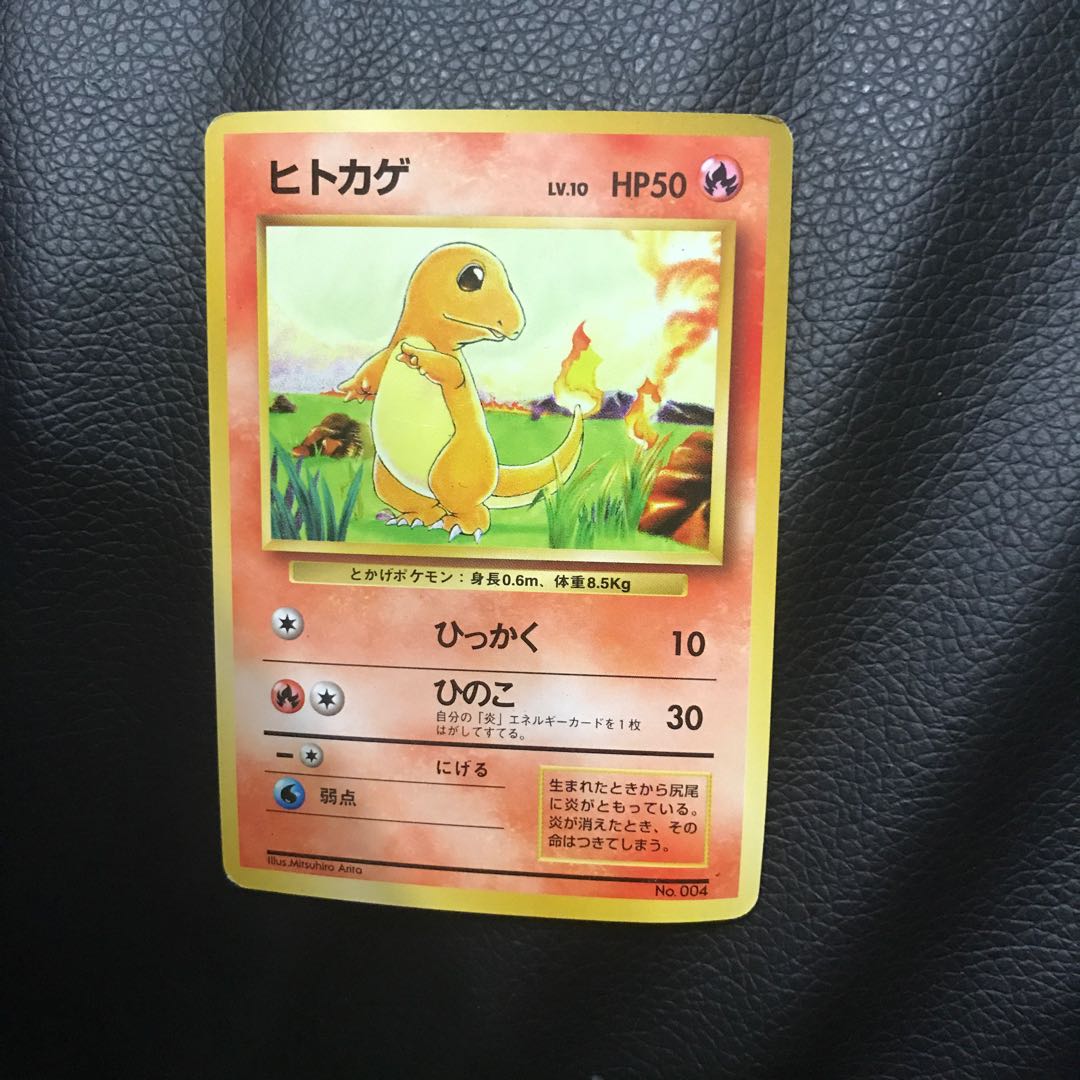 ヒトカゲ LV.10 HP50
とかげポケモン：身長0.6m、体重8.5Kg
ひっかく 10
ひのこ 30
自分の「炎」エネルギーカードを1枚
はがしてすてる。
ー にげる
弱点
生まれたときから尻尾
に炎がともっている。
炎が消えたとき、その
命はつきてしまう。
Illus.Mitsuhiro Arita
No. 004